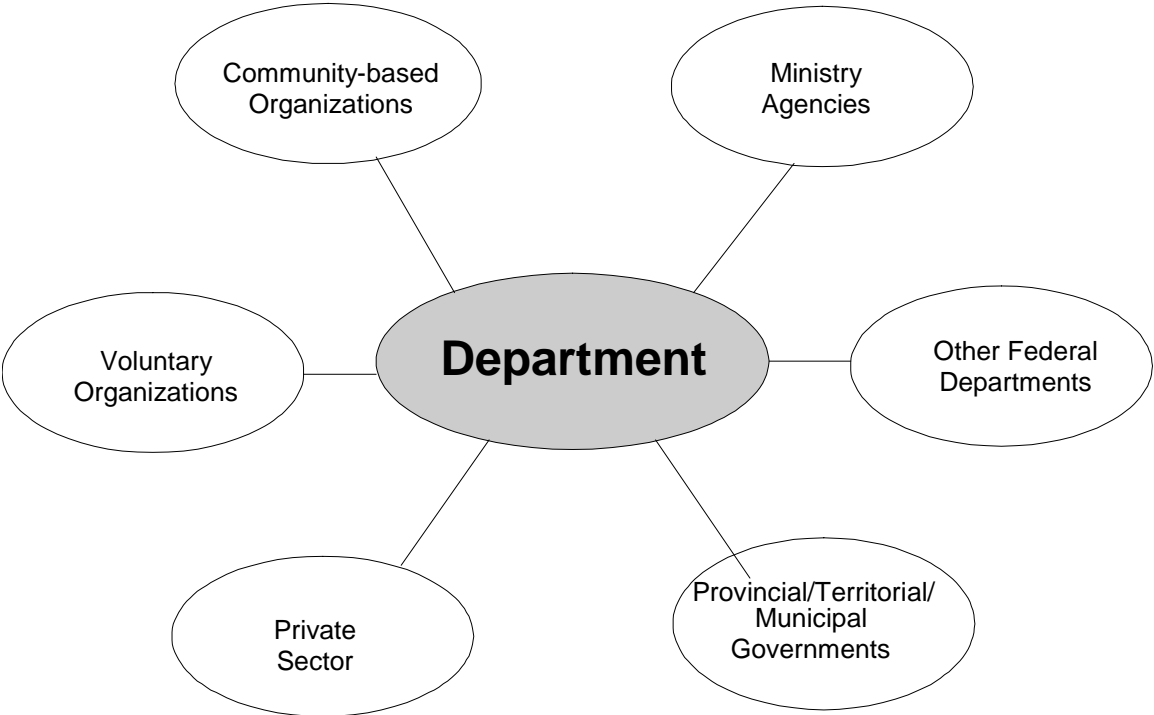 Community-based
Organizations
Ministry
Agencies
Voluntary
Organizations
Department
Other Federal
Departments
Private
Sector
Provincial/Territorial/
Municipal
Governments